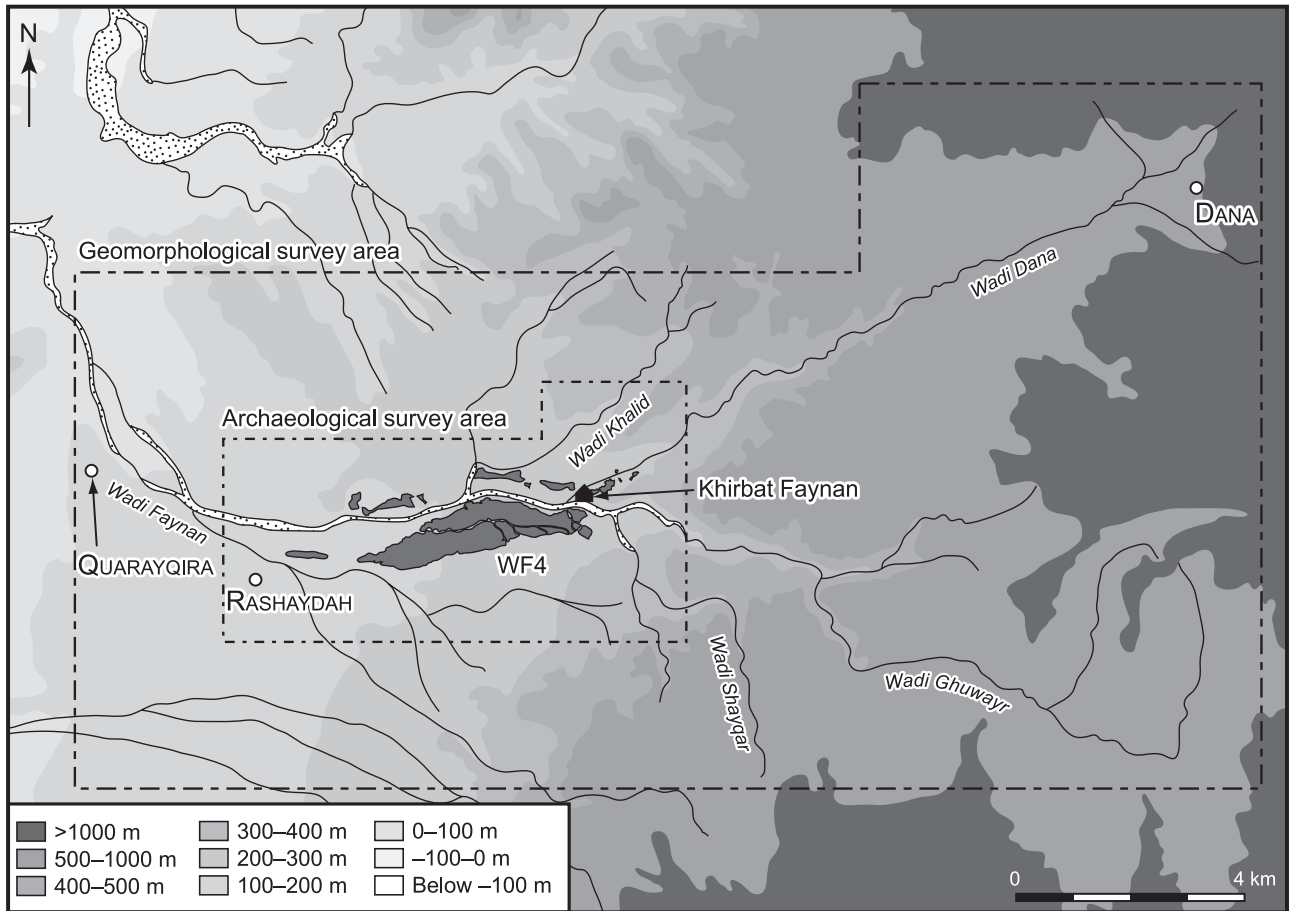 N
Geomorphological survey area
DANA
Wadi Dana
Archaeological survey area
Wadi Khalid
Khirbat Faynan
Wadi Faynan
QUARAYQIRA
WF4
RASHAYDAH
Wadi Shayqar
Wadi Ghuwayr
>1000 m
300–400 m
0–100 m
500–1000 m
200–300 m
–100–0 m
400–500 m
100–200 m
Below –100 m
0
4 km